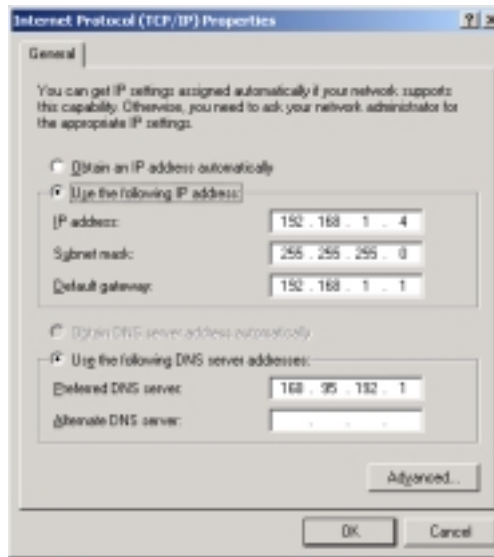 Internet Protocol (TCP/IP) Properties
General
You can get IP settings assigned automatically if your network supports
this capability. Otherwise, you need to ask your network administrator for
the appropriate IP settings.
Obtain an IP address automatically
Use the following IP address:
IP address: 192 . 168 . 1 . 4
Subnet mask: 255 . 255 . 255 . 0
Default gateway: 192 . 168 . 1 . 1
Obtain DNS server address automatically
Use the following DNS server addresses:
Preferred DNS server: 168 . 95 . 192 . 1
Alternate DNS server: . . .
Advanced...
OK Cancel